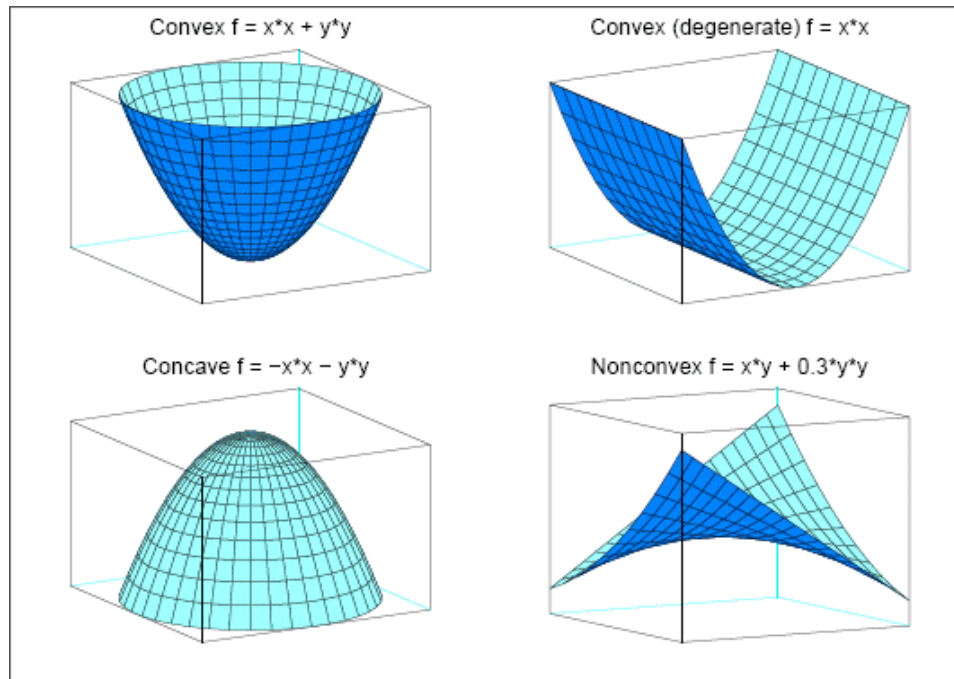 Convex f = x*x + y*y
Convex (degenerate) f = x*x
Concave f = −x*x − y*y
Nonconvex f = x*y + 0.3*y*y